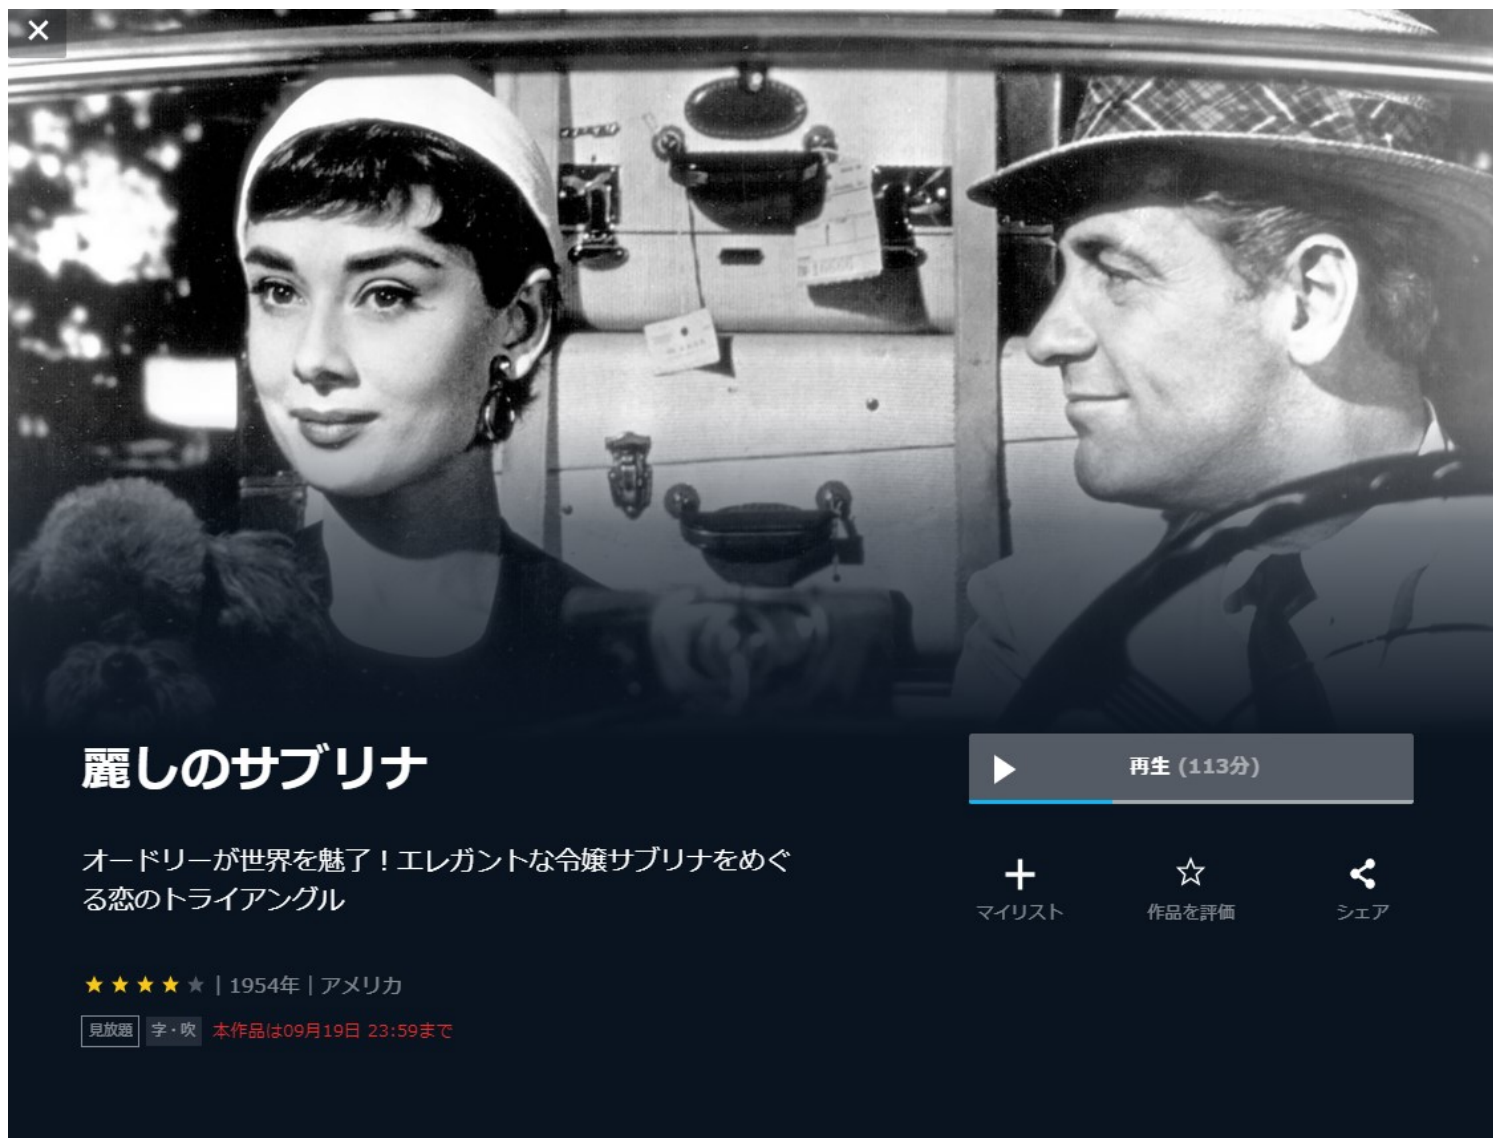 麗しのサブリナ
再生 (113分)
オードリーが世界を魅了！エレガントな令嬢サブリナをめぐ
る恋のトライアングル
マイリスト
作品を評価
シェア
★★★★★ | 1954年 | アメリカ
見放題 字・吹 本作品は09月19日 23:59まで